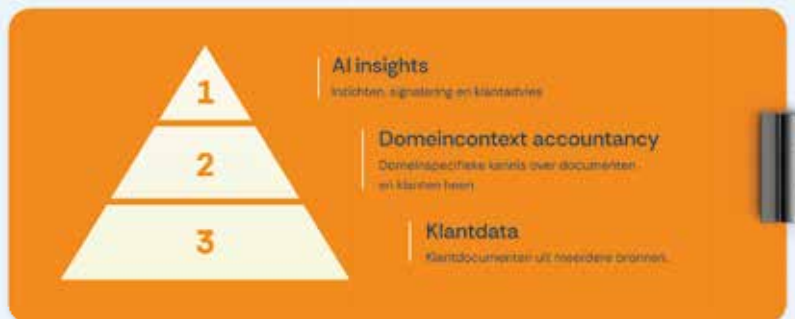 1
AI insights
Inzichten, signalering en klantadvies
2
Domeincontext accountancy
Domeinspecifieke kennis over documenten
en klanten heen
3
Klantdata
Klantdocumenten uit meerdere bronnen.